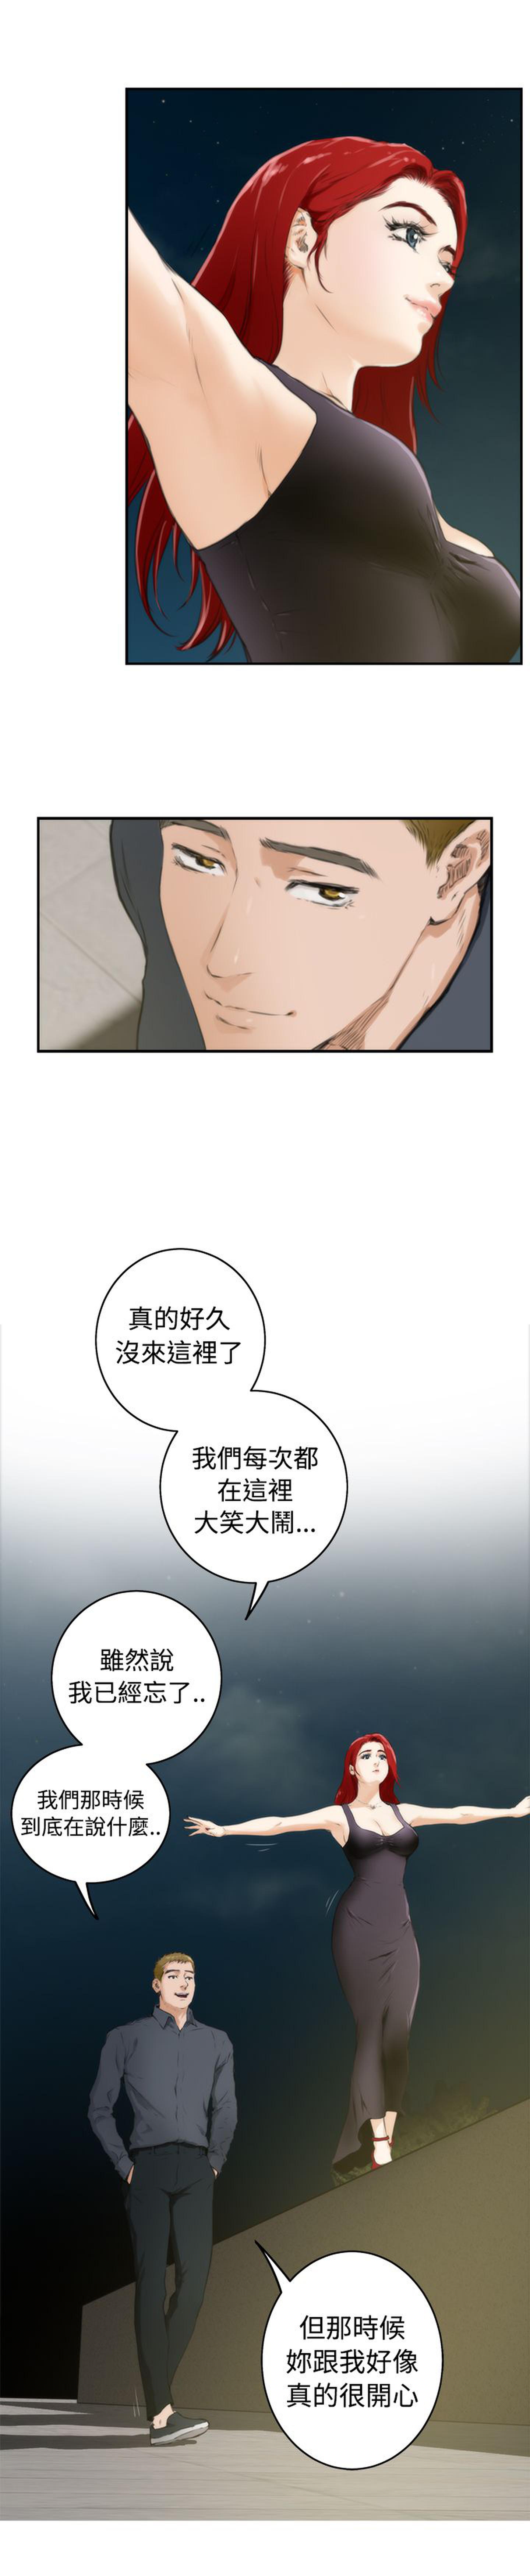 真的好久
沒來這裡了
我們每次都
在這裡
大笑大鬧...
雖然說
我已經忘了..
我們那時候
到底在說什麼..
但那時候
妳跟我好像
真的很開心